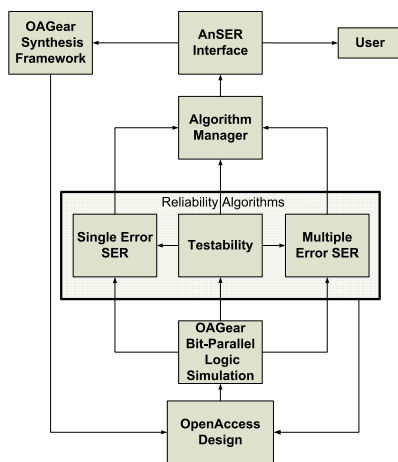 OAGear
Synthesis
Framework
AnSER
Interface
User
Algorithm
Manager
Reliability Algorithms
Single Error
SER
Testability
Multiple
Error SER
OAGear
Bit-Parallel
Logic
Simulation
OpenAccess
Design